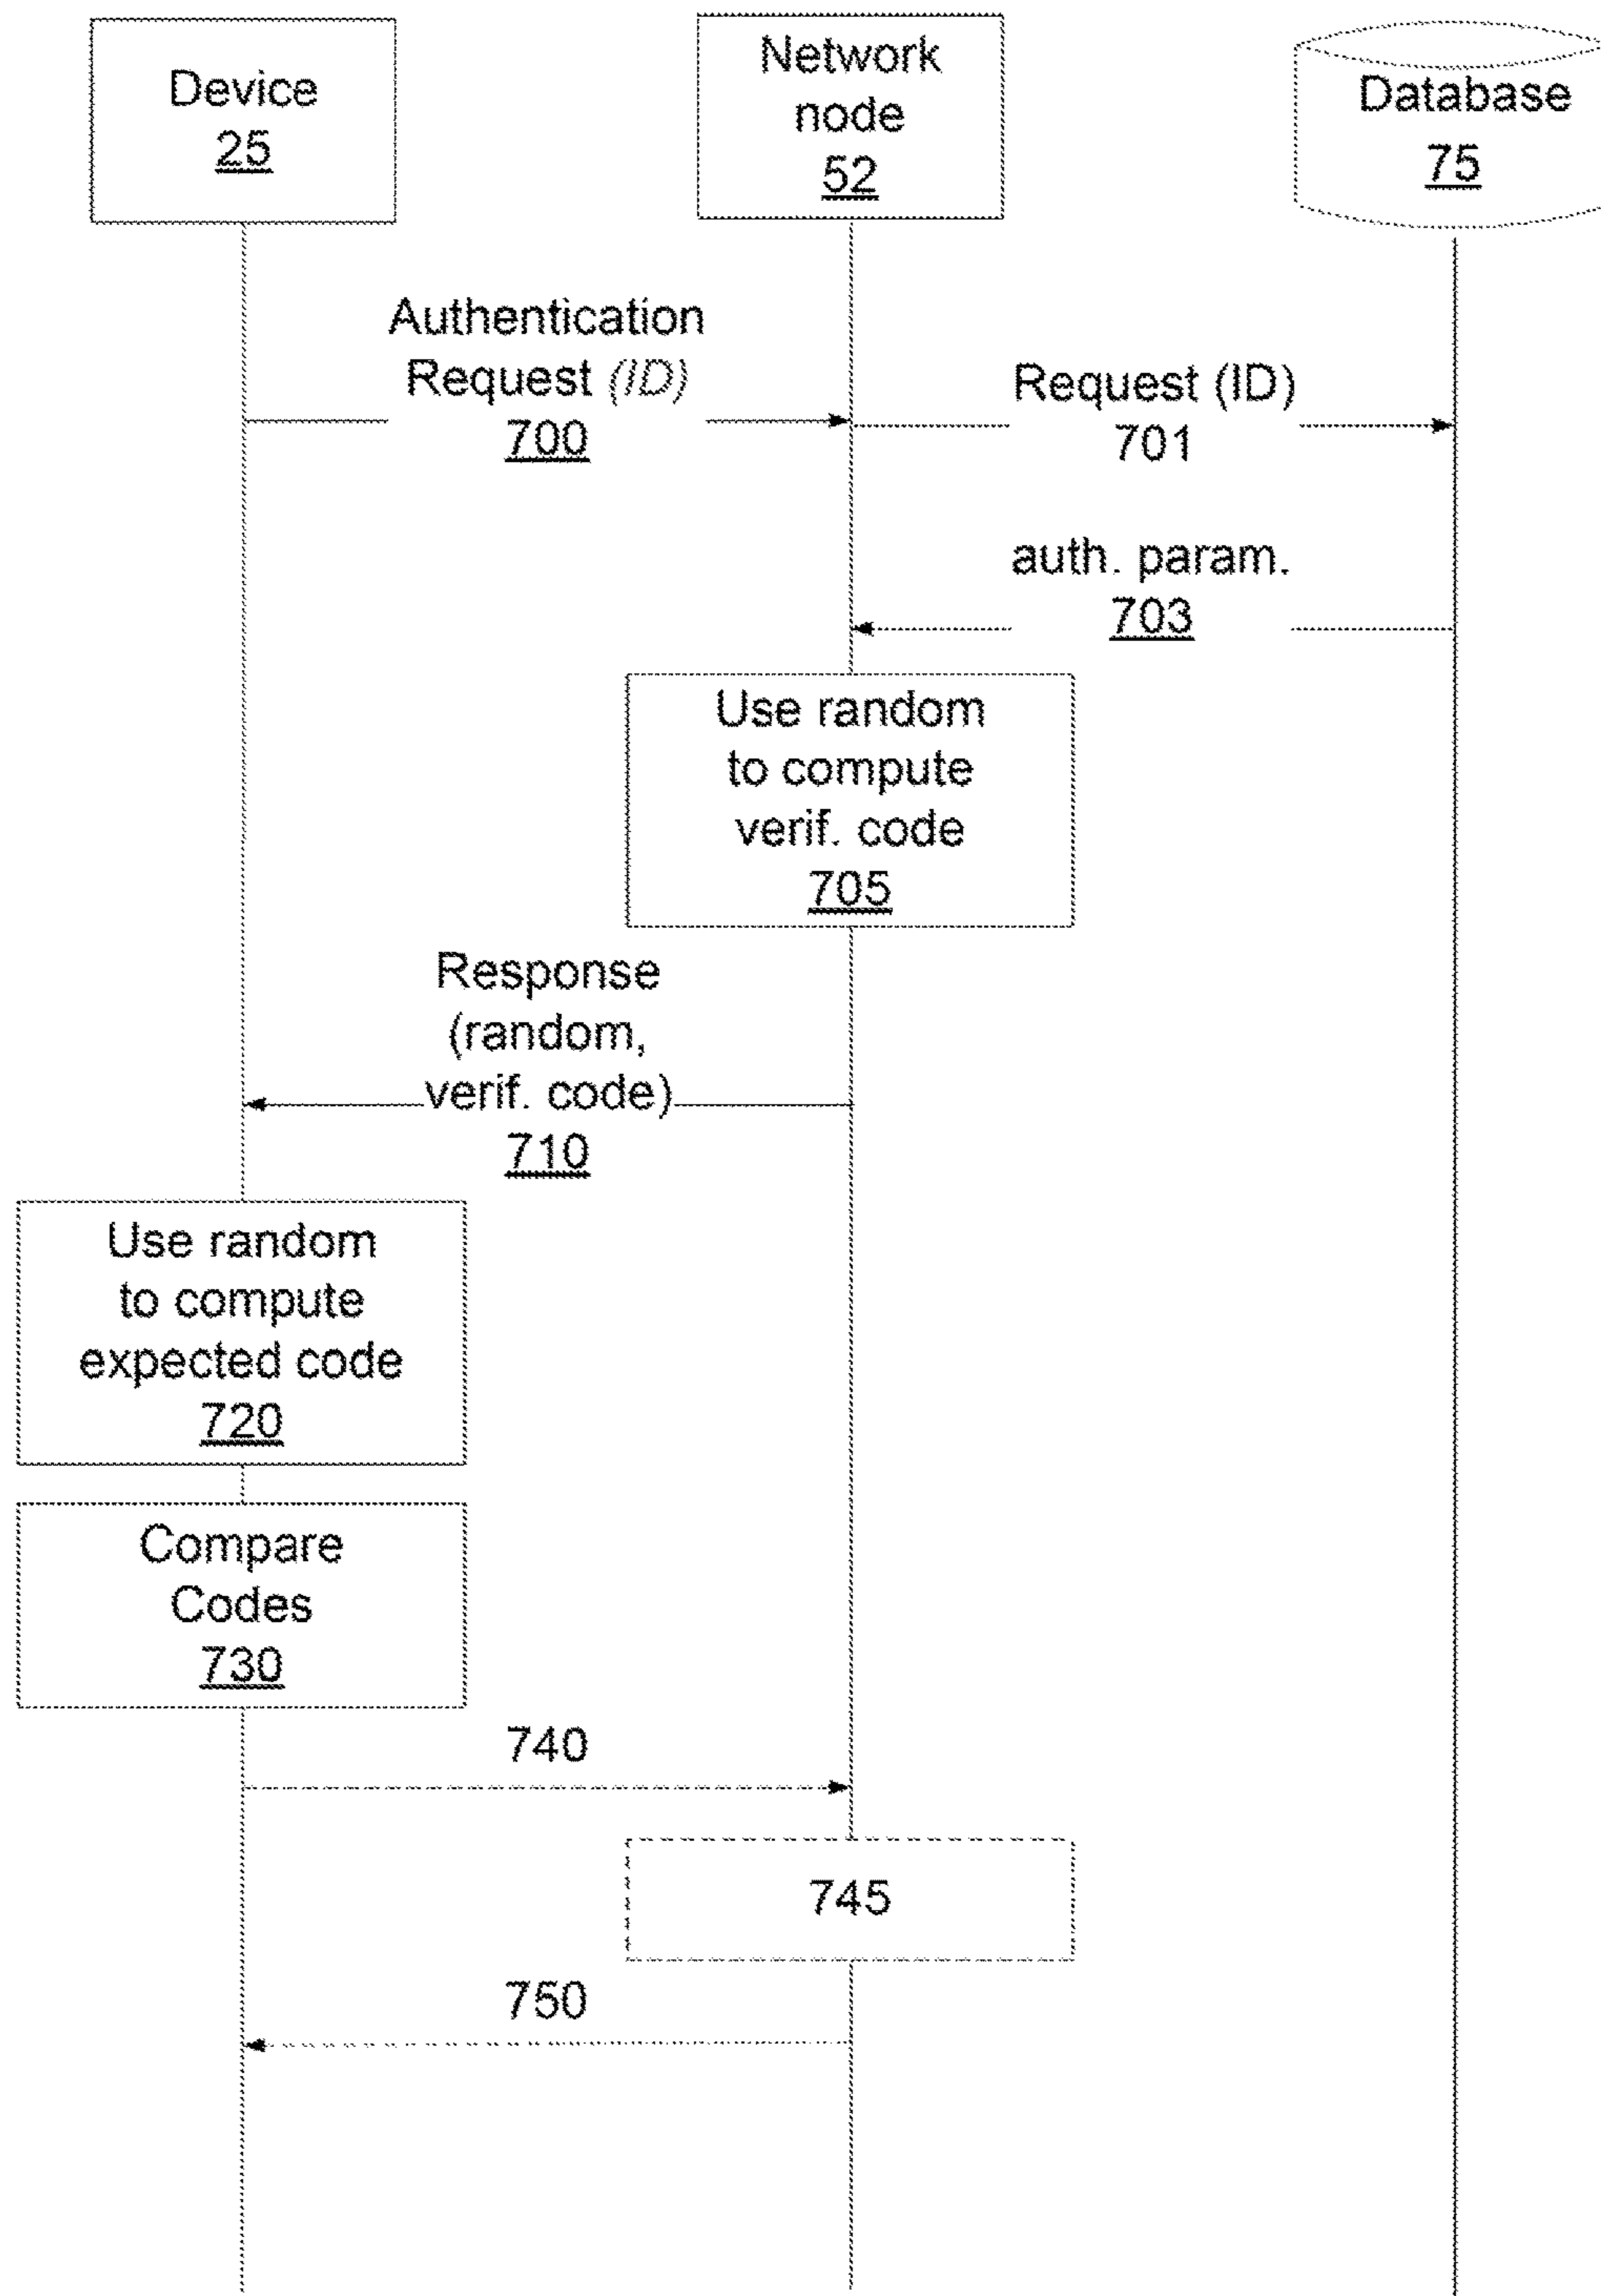 Device
25
Network
node
52
Database
75
Authentication
Request (ID)
700
Request (ID)
701
auth. param.
703
Use random
to compute
verif. code
705
Response
(random,
verif. code)
710
Use random
to compute
expected code
720
Compare
Codes
730
740
745
750